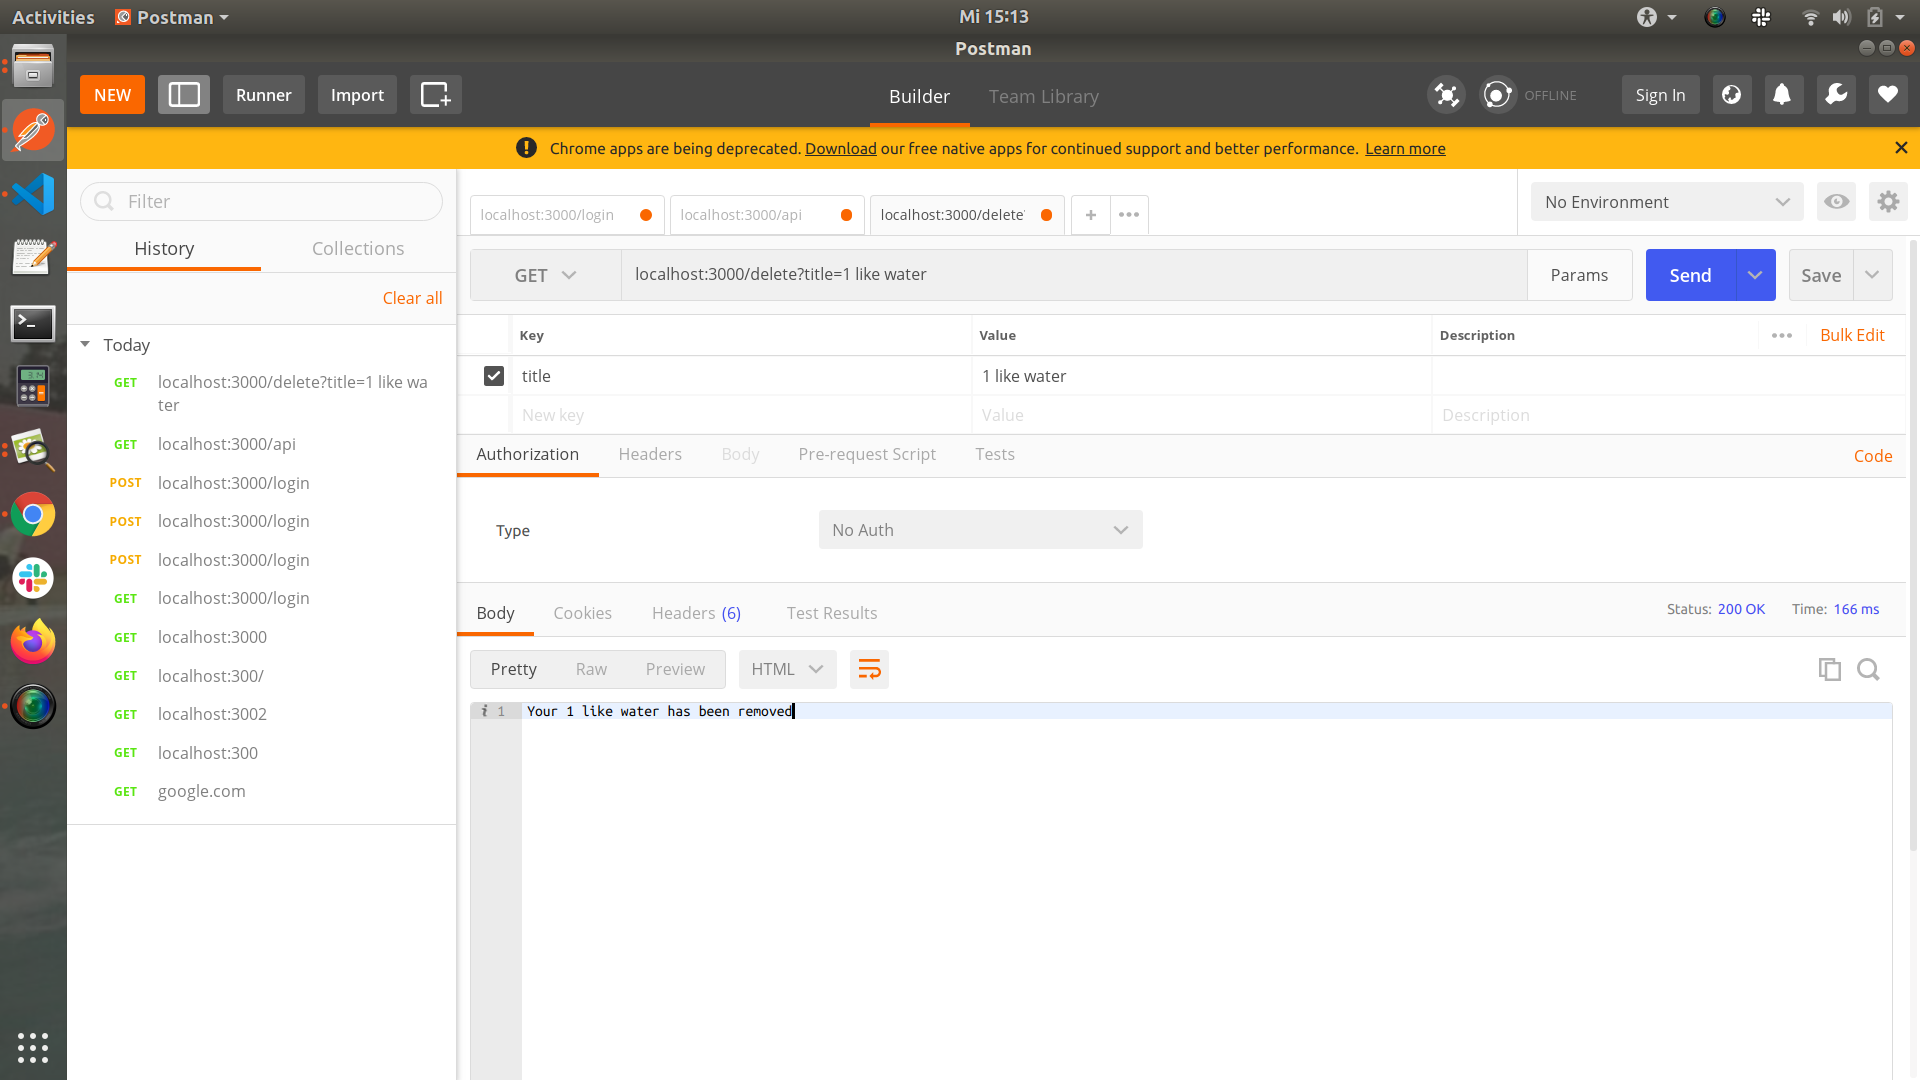 Activities
Postman
Mi 15:13
Postman
NEW
Runner
Import
Builder
Team Library
OFFLINE
Sign In
Chrome apps are being deprecated. Download our free native apps for continued support and better performance. Learn more
Filter
History
Collections
Clear all
Today
GET localhost:3000/delete?title=1 like wa
ter
GET localhost:3000/api
POST localhost:3000/login
POST localhost:3000/login
POST localhost:3000/login
GET localhost:3000/login
GET localhost:3000
GET localhost:300/
GET localhost:3002
GET localhost:300
GET google.com
localhost:3000/login
localhost:3000/api
localhost:3000/delete
No Environment
GET
localhost:3000/delete?title=1 like water
Params
Send
Save
Key
Value
Description
Bulk Edit
title
1 like water
New key
Value
Description
Authorization
Headers
Body
Pre-request Script
Tests
Code
Type
No Auth
Body
Cookies
Headers (6)
Test Results
Status: 200 OK
Time: 166 ms
Pretty
Raw
Preview
HTML
i 1 Your 1 like water has been removed